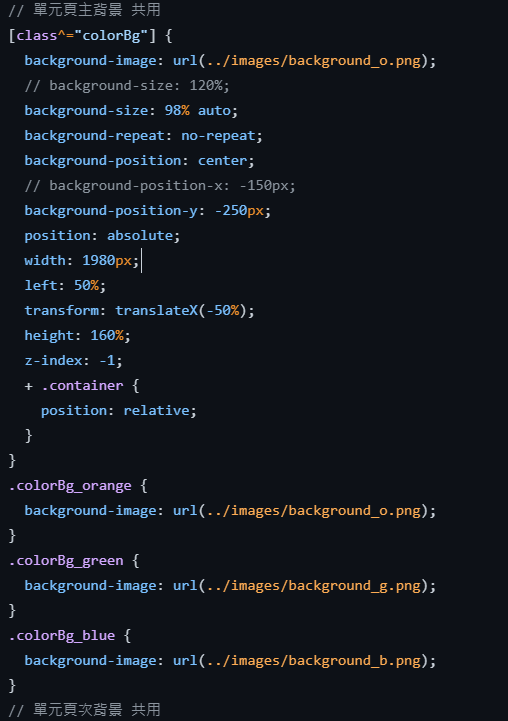 // 單元頁主背景 共用
[class^="colorBg"] {
  background-image: url(../images/background_o.png);
  // background-size: 120%;
  background-size: 98% auto;
  background-repeat: no-repeat;
  background-position: center;
  // background-position-x: -150px;
  background-position-y: -250px;
  position: absolute;
  width: 1980px;
  left: 50%;
  transform: translateX(-50%);
  height: 160%;
  z-index: -1;
  + .container {
    position: relative;
  }
}
.colorBg_orange {
  background-image: url(../images/background_o.png);
}
.colorBg_green {
  background-image: url(../images/background_g.png);
}
.colorBg_blue {
  background-image: url(../images/background_b.png);
}
// 單元頁次背景 共用